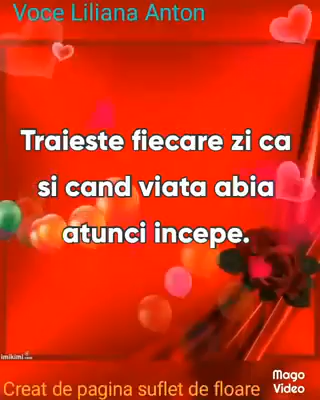 Voce Liliana Anton
Traieste fiecare zi ca
si cand viata abia
atunci incepe.
imikimi
Creat de pagina suflet de floare
Mago
Video